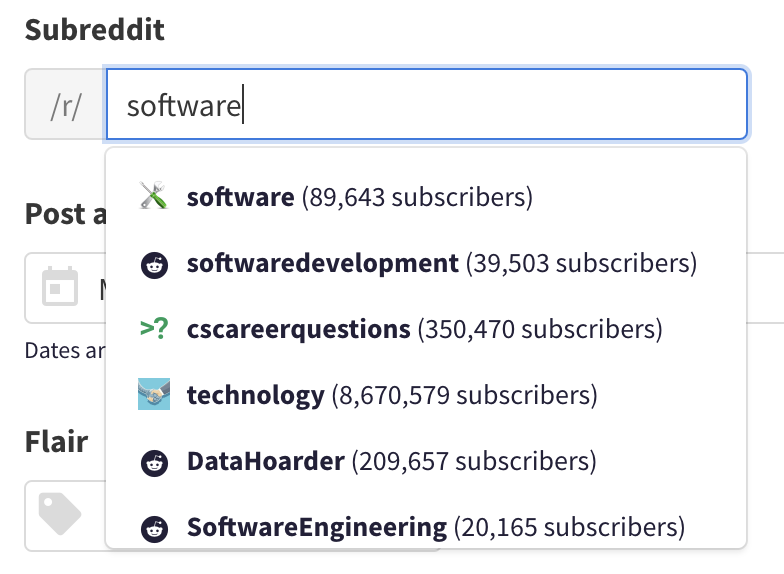 Subreddit
/r/ software
software (89,643 subscribers)
Post a
softwaredevelopment (39,503 subscribers)
>? cscareerquestions (350,470 subscribers)
Dates ar
technology (8,670,579 subscribers)
Flair
DataHoarder (209,657 subscribers)
SoftwareEngineering (20,165 subscribers)